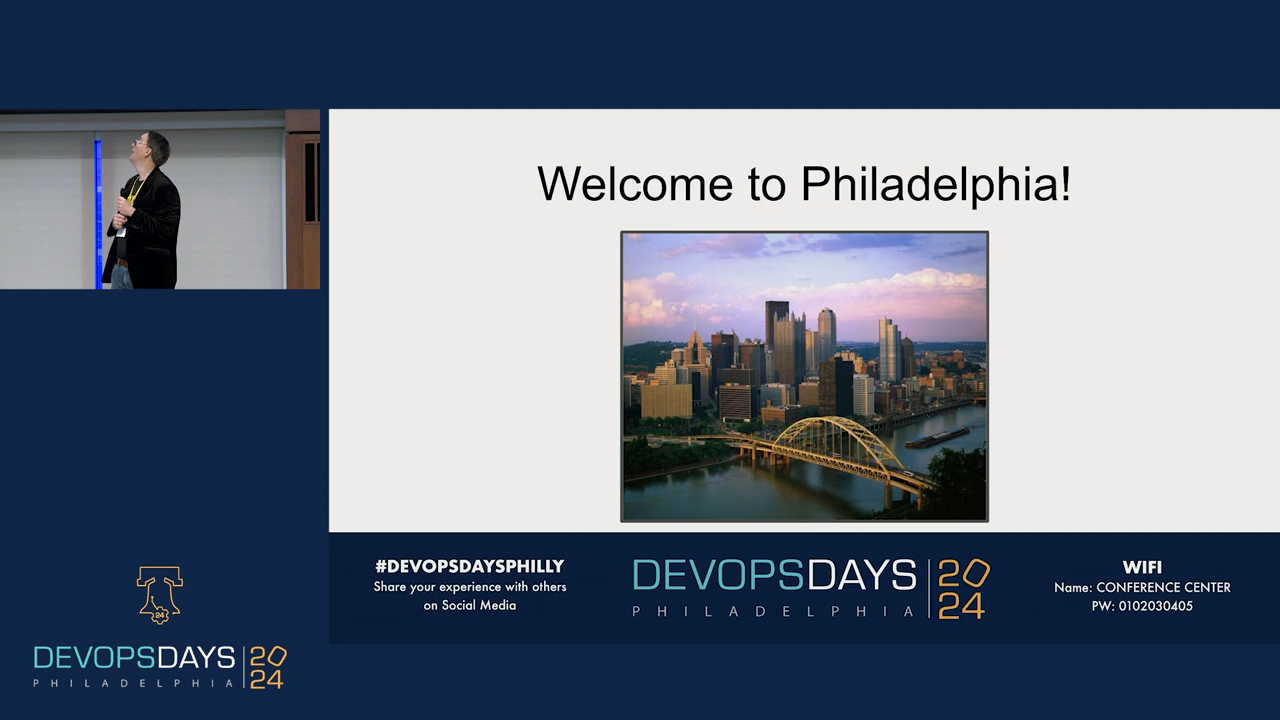 Welcome to Philadelphia!
#DEVOPSDAYSPHILLY
Share your experience with others
on Social Media
DEVOPSDAYS
PHILADELPHIA
20
24
WIFI
Name: CONFERENCE CENTER
PW: 0102030405
24
DEVOPSDAYS
PHILADELPHIA
20
24